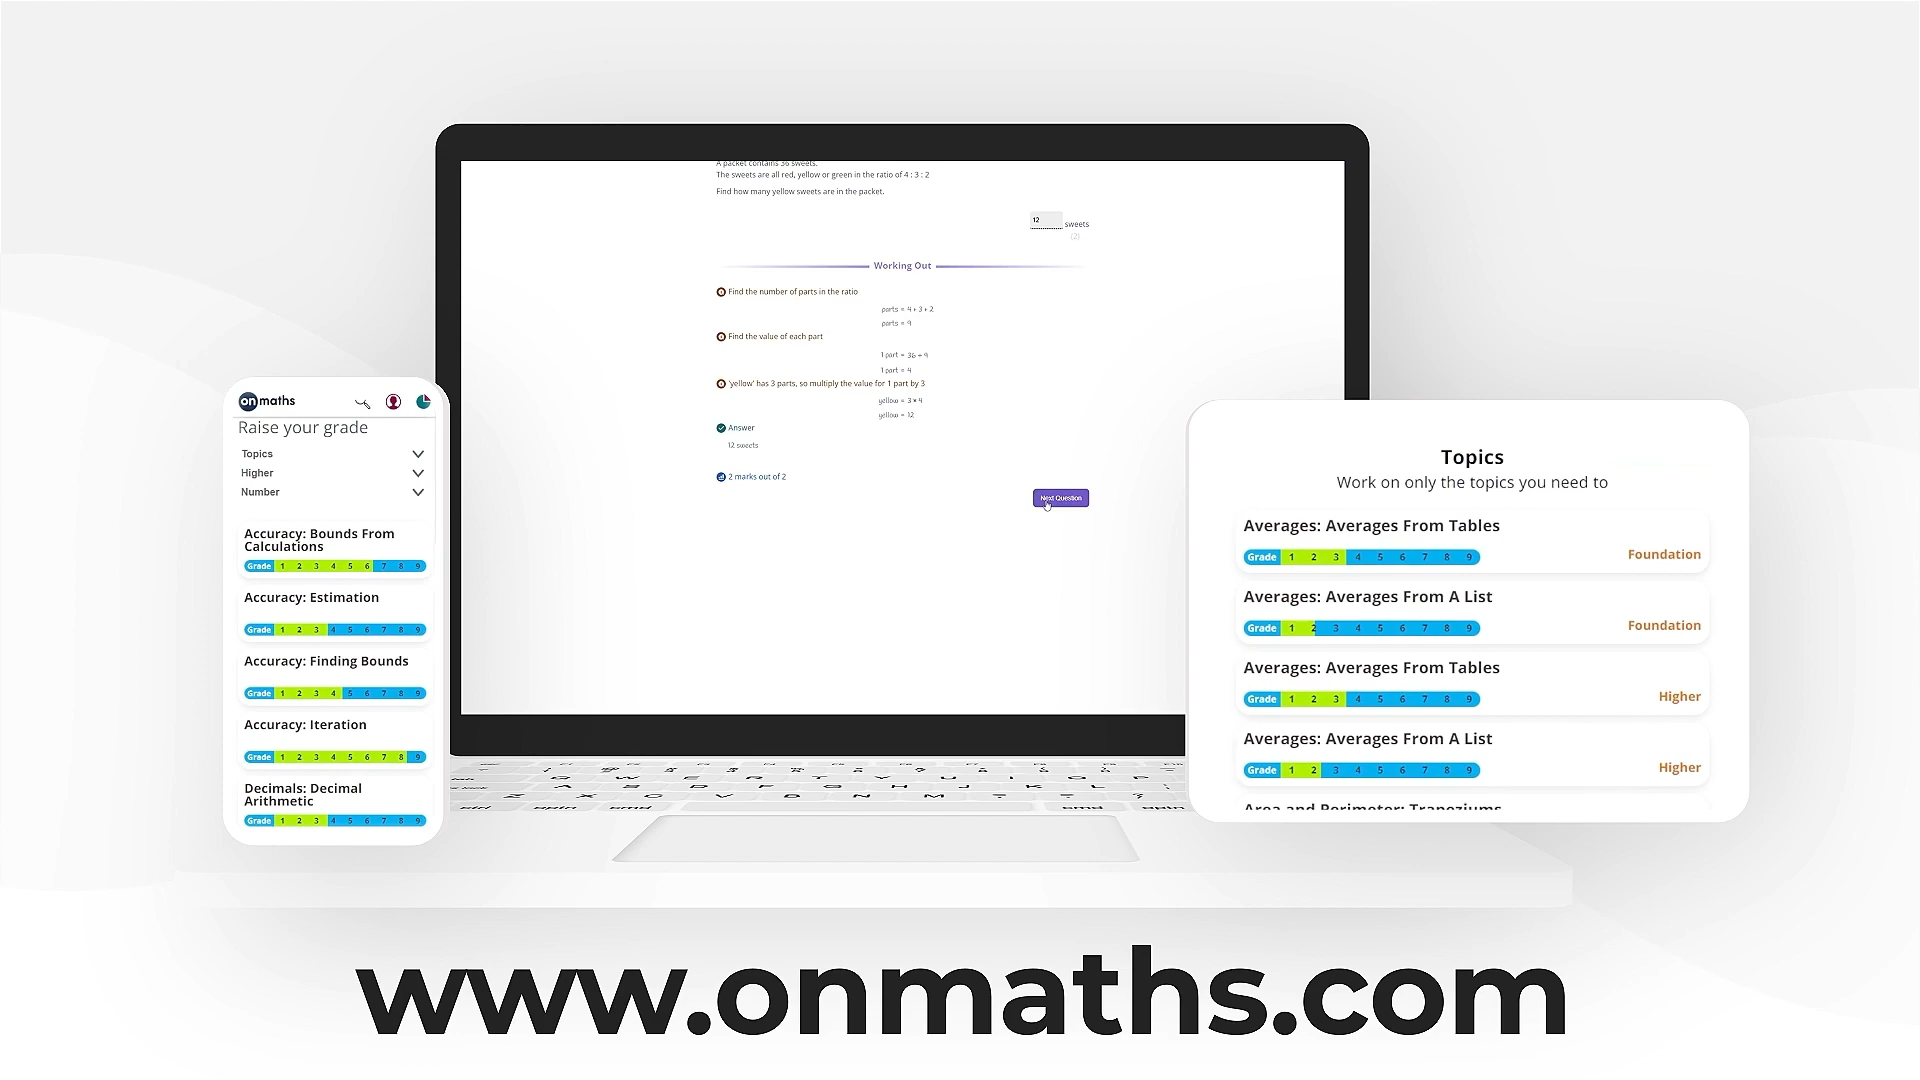 A packet contains 36 sweets.
The sweets are all red, yellow or green in the ratio of 4 : 3 : 2
Find how many yellow sweets are in the packet.
12 sweets
(2)
Working Out
Find the number of parts in the ratio
parts = 4 + 3 + 2
parts = 9
Find the value of each part
1 part = 36 ÷ 9
1 part = 4
'yellow' has 3 parts, so multiply the value for 1 part by 3
yellow = 3 × 4
yellow = 12
Answer
12 sweets
2 marks out of 2
Next Question
onmaths
Raise your grade
Topics
Higher
Number
Accuracy: Bounds From
Calculations
Grade 1 2 3 4 5 6 7 8 9
Accuracy: Estimation
Grade 1 2 3 4 5 6 7 8 9
Accuracy: Finding Bounds
Grade 1 2 3 4 5 6 7 8 9
Accuracy: Iteration
Grade 1 2 3 4 5 6 7 8 9
Decimals: Decimal
Arithmetic
Grade 1 2 3 4 5 6 7 8 9
Topics
Work on only the topics you need to
Averages: Averages From Tables
Grade 1 2 3 4 5 6 7 8 9
Foundation
Averages: Averages From A List
Grade 1 2 3 4 5 6 7 8 9
Foundation
Averages: Averages From Tables
Grade 1 2 3 4 5 6 7 8 9
Higher
Averages: Averages From A List
Grade 1 2 3 4 5 6 7 8 9
Higher
Area and Perimeter: Trapeziums
www.onmaths.com